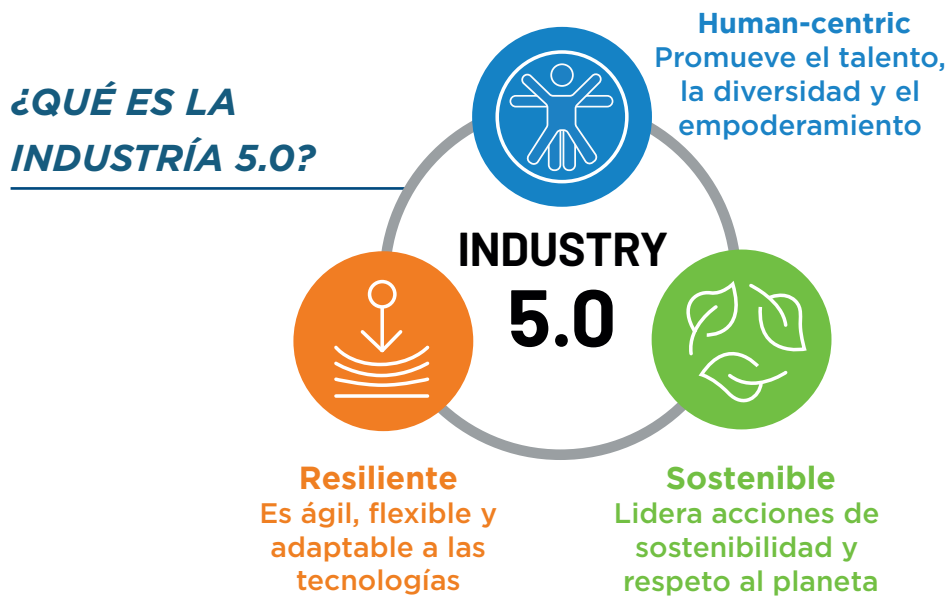 ¿QUÉ ES LA
INDUSTRÍA 5.0?
Human-centric
Promueve el talento,
la diversidad y el
empoderamiento
INDUSTRY
5.0
Resiliente
Es ágil, flexible y
adaptable a las
tecnologías
Sostenible
Lidera acciones de
sostenibilidad y
respeto al planeta